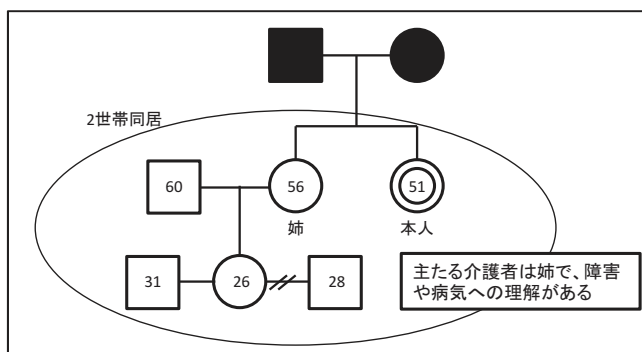 2世帯同居
60
56
51
姉
本人
31
26
28
主たる介護者は姉で、障害
や病気への理解がある